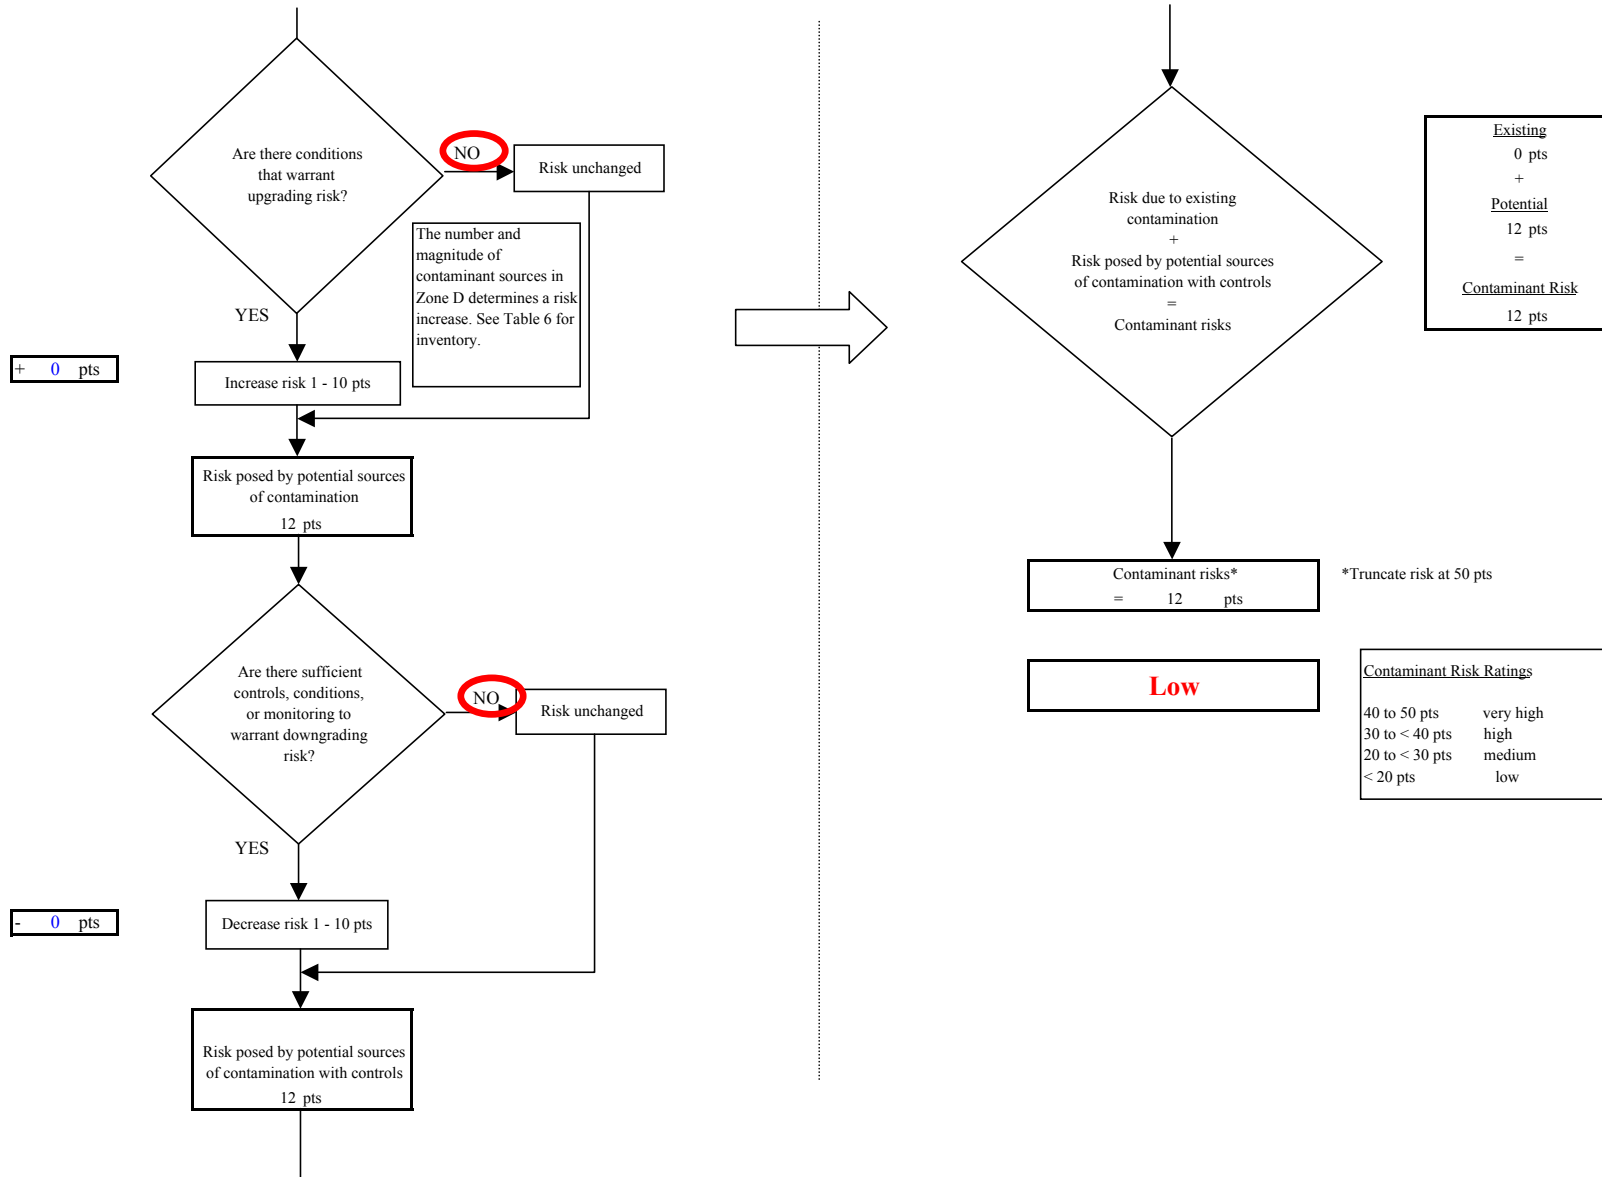 Are there conditions
that warrant
upgrading risk?
NO
Risk unchanged
The number and
magnitude of
contaminant sources in
Zone D determines a risk
increase. See Table 6 for
inventory.
YES
+ 0 pts
Increase risk 1 - 10 pts
Risk posed by potential sources
of contamination
12 pts
Are there sufficient
controls, conditions,
or monitoring to
warrant downgrading
risk?
NO
Risk unchanged
YES
- 0 pts
Decrease risk 1 - 10 pts
Risk posed by potential sources
of contamination with controls
12 pts
Risk due to existing
contamination
+
Risk posed by potential sources
of contamination with controls
=
Contaminant risks
Existing
0 pts
+
Potential
12 pts
=
Contaminant Risk
12 pts
Contaminant risks*
= 12 pts
*Truncate risk at 50 pts
Low
Contaminant Risk Ratings
40 to 50 pts very high
30 to < 40 pts high
20 to < 30 pts medium
< 20 pts low